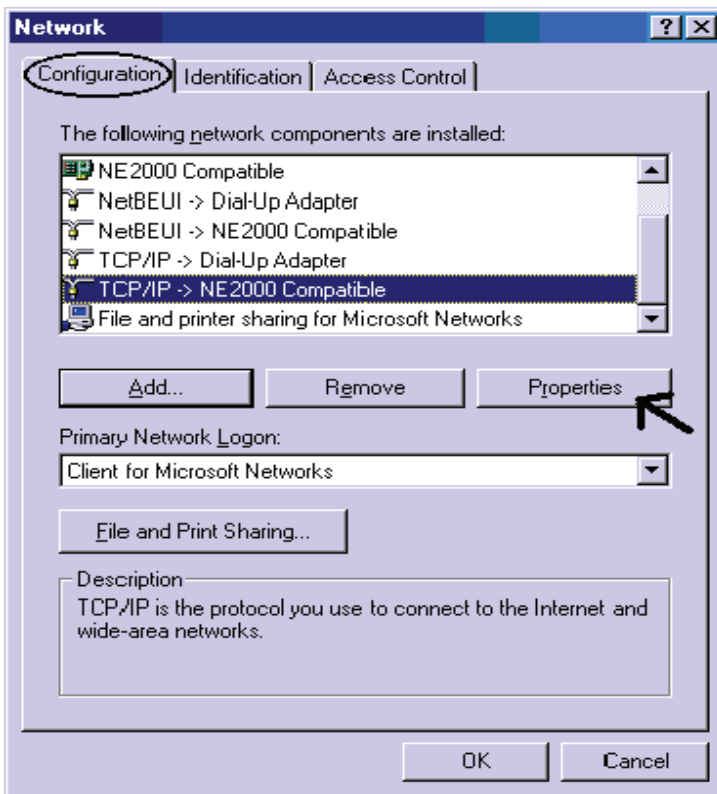 Network
Configuration Identification Access Control
The following network components are installed:
NE2000 Compatible
NetBEUI -> Dial-Up Adapter
NetBEUI -> NE2000 Compatible
TCP/IP -> Dial-Up Adapter
TCP/IP -> NE2000 Compatible
File and printer sharing for Microsoft Networks
Add... Remove Properties
Primary Network Logon:
Client for Microsoft Networks
File and Print Sharing...
Description
TCP/IP is the protocol you use to connect to the Internet and
wide-area networks.
OK Cancel